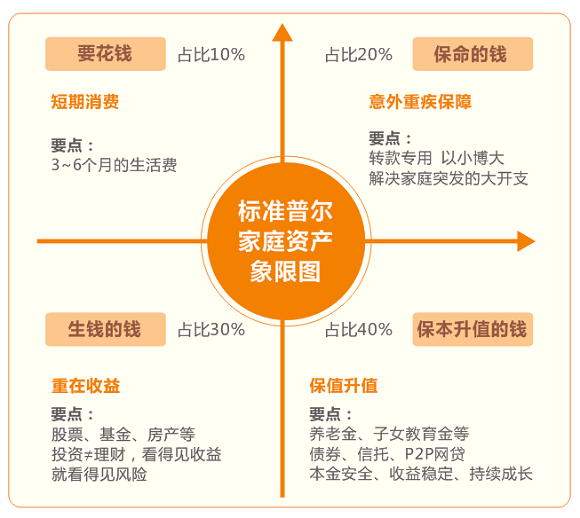 要花钱 占比10%
短期消费
要点：
3~6个月的生活费
占比20% 保命的钱
意外重疾保障
要点：
转款专用 以小博大
解决家庭突发的大开支
标准普尔
家庭资产
象限图
生钱的钱 占比30%
重在收益
要点：
股票、基金、房产等
投资≠理财，看得见收益
就看得见风险
占比40% 保本升值的钱
保值升值
要点：
养老金、子女教育金等
债券、信托、P2P网贷
本金安全、收益稳定、持续成长